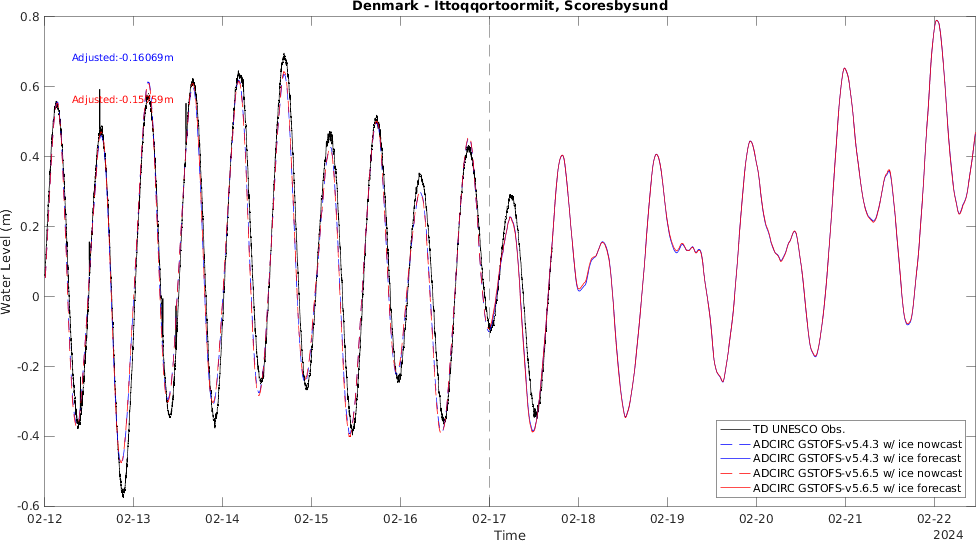 Denmark - Ittoqqortoormiit, Scoresbysund
Adjusted:-0.16069m
Water Level (m)
0.8
0.6
0.4
0.2
0
-0.2
-0.4
-0.6
TD UNESCO Obs.
ADCIRC GSTOFS-v5.4.3 w/ ice nowcast
ADCIRC GSTOFS-v5.4.3 w/ ice forecast
ADCIRC GSTOFS-v5.6.5 w/ ice nowcast
ADCIRC GSTOFS-v5.6.5 w/ ice forecast
02-12 02-13 02-14 02-15 02-16 02-17 02-18 02-19 02-20 02-21 02-22
Time
2024